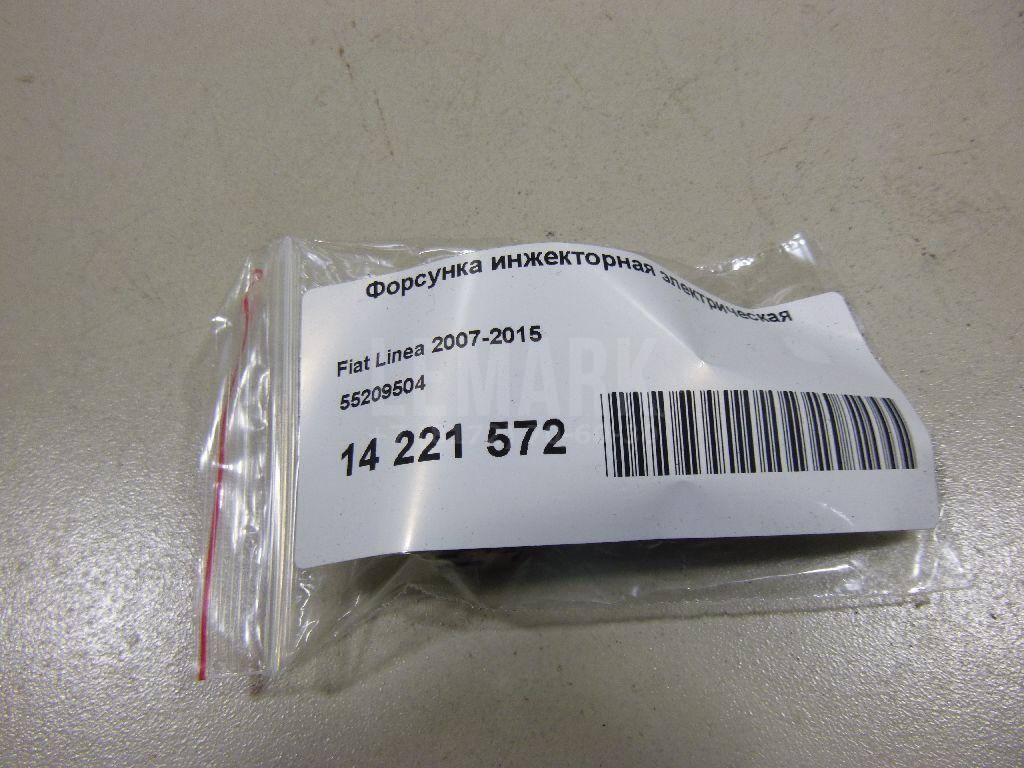 Форсунка инжекторная электрическая
Fiat Linea 2007-2015
55209504
14 221 572